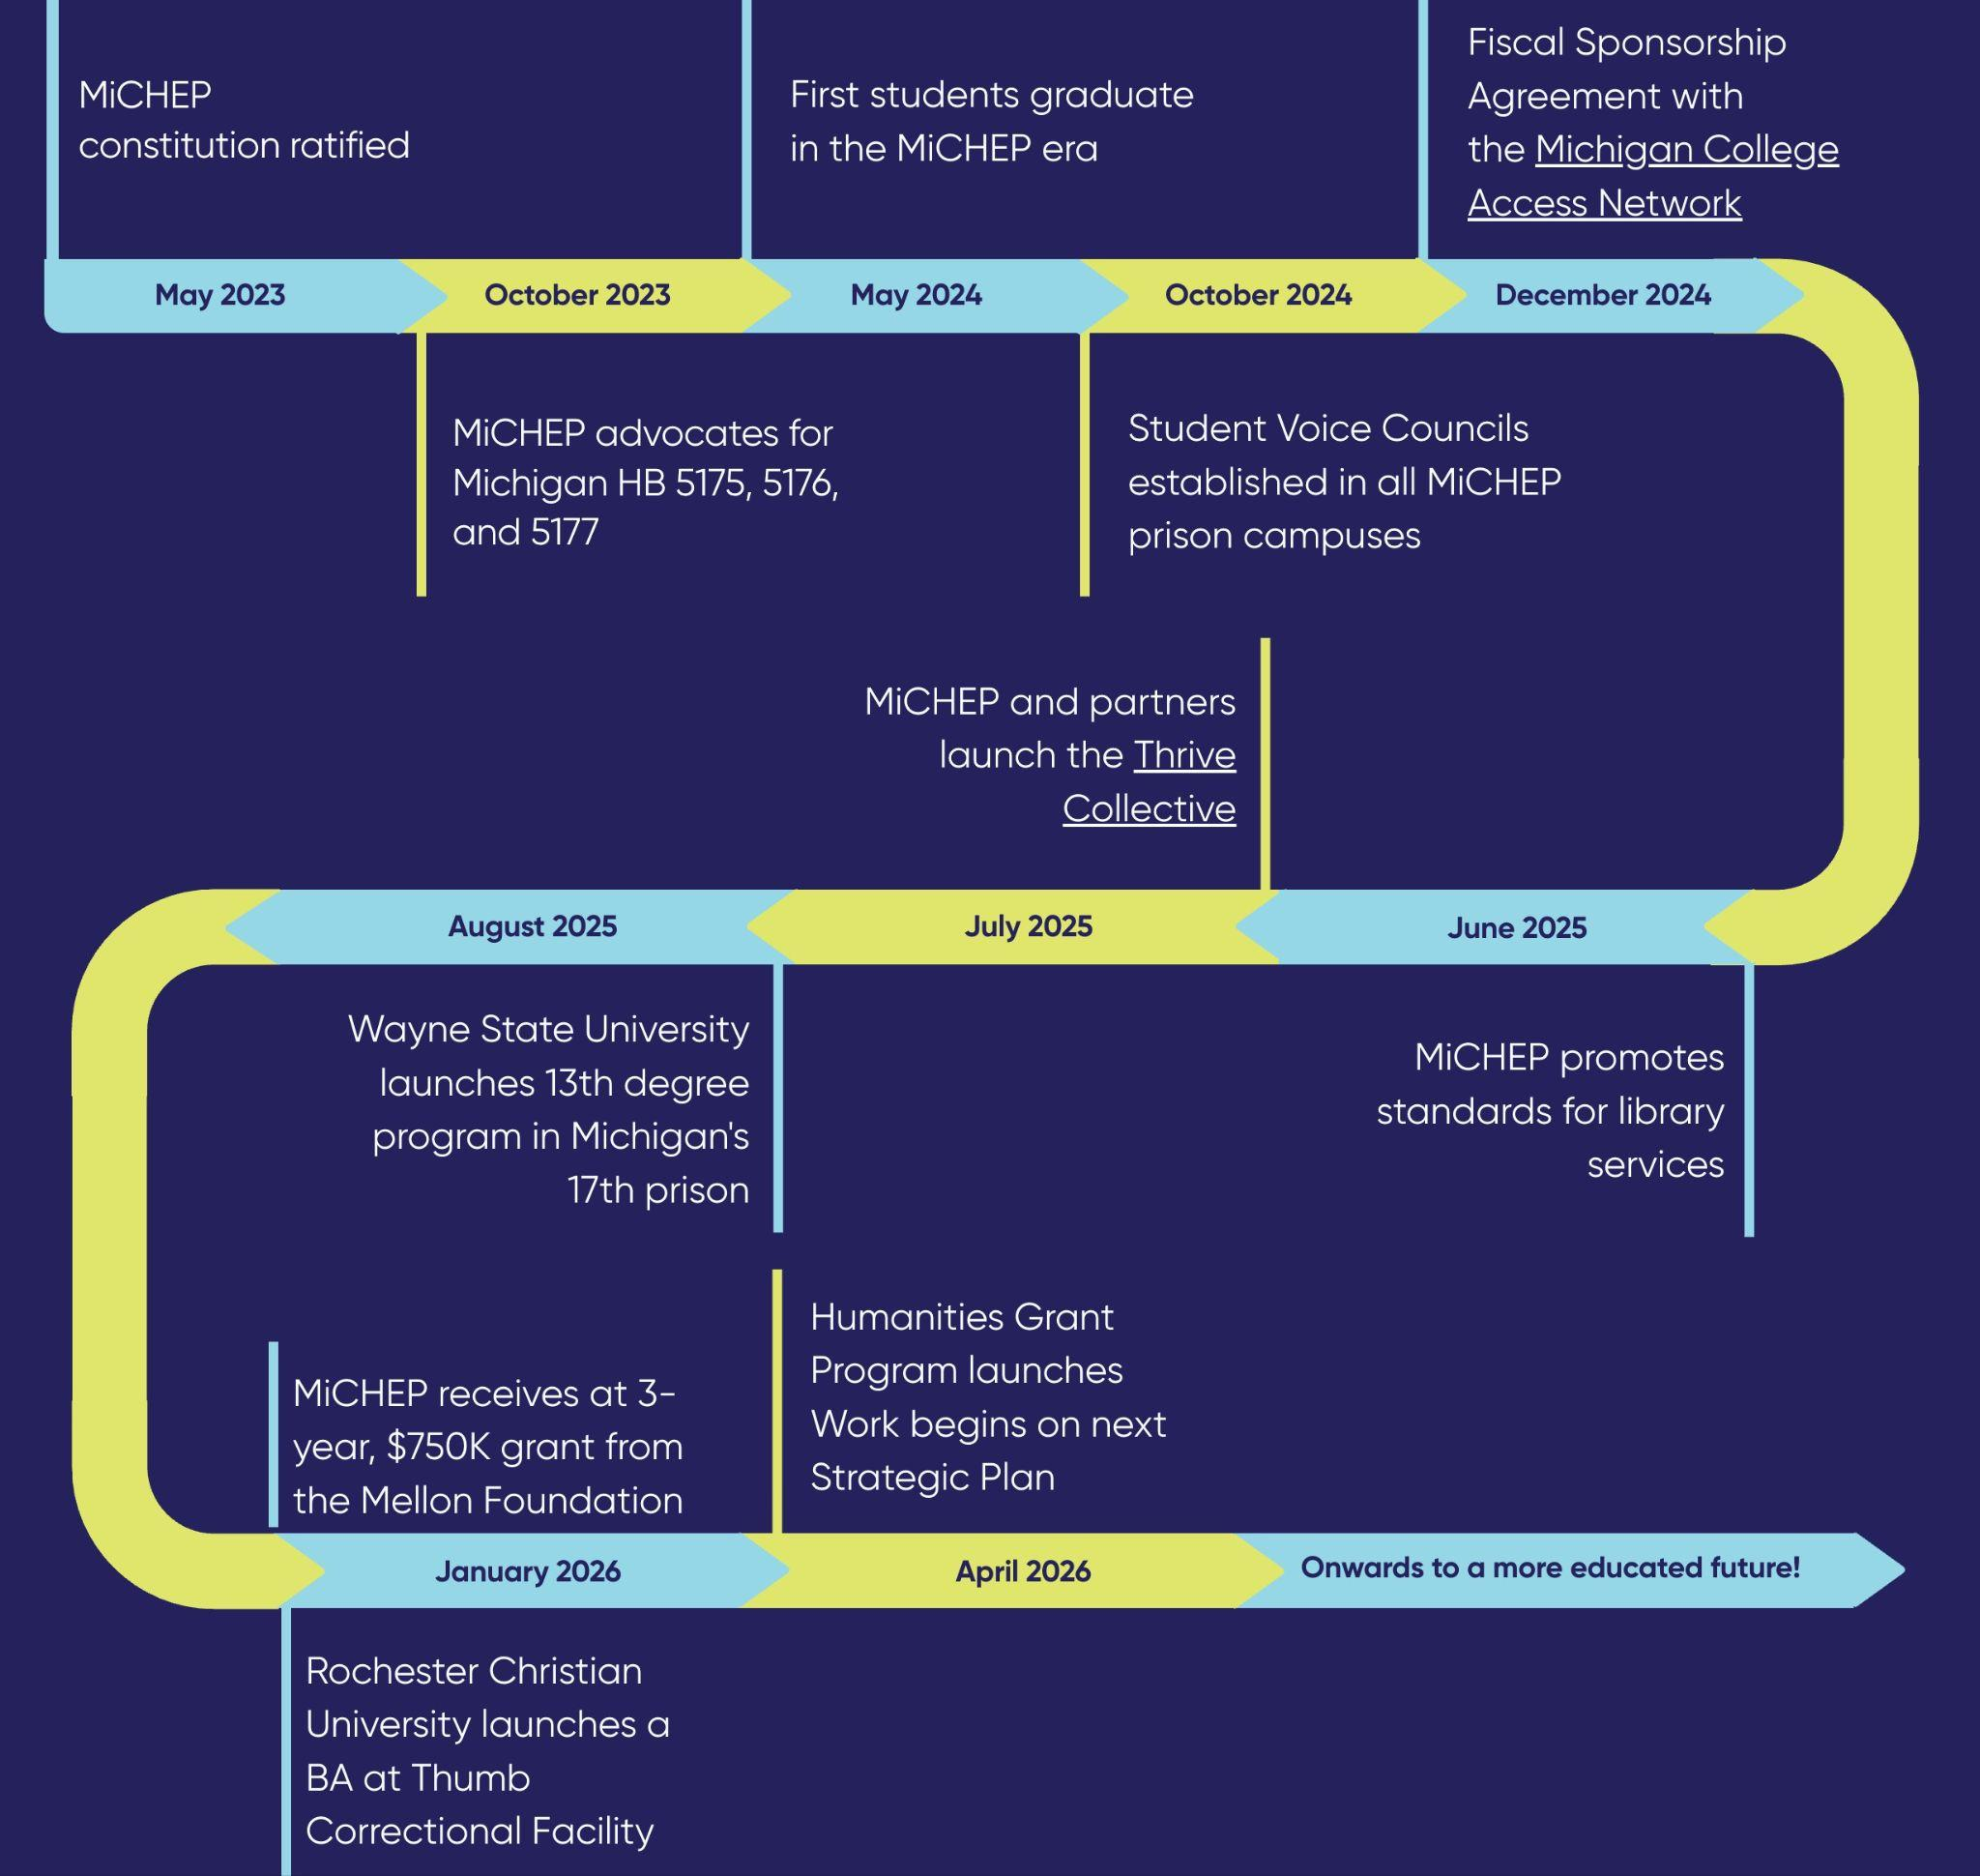 MiCHEP
constitution ratified
First students graduate
in the MiCHEP era
Fiscal Sponsorship
Agreement with
the Michigan College
Access Network
May 2023
October 2023
May 2024
October 2024
December 2024
MiCHEP advocates for
Michigan HB 5175, 5176,
and 5177
Student Voice Councils
established in all MiCHEP
prison campuses
MiCHEP and partners
launch the Thrive
Collective
June 2025
July 2025
August 2025
MiCHEP promotes
standards for library
services
Wayne State University
launches 13th degree
program in Michigan's
17th prison
MiCHEP receives at 3-
year, $750K grant from
the Mellon Foundation
Humanities Grant
Program launches
Work begins on next
Strategic Plan
January 2026
April 2026
Onwards to a more educated future!
Rochester Christian
University launches a
BA at Thumb
Correctional Facility